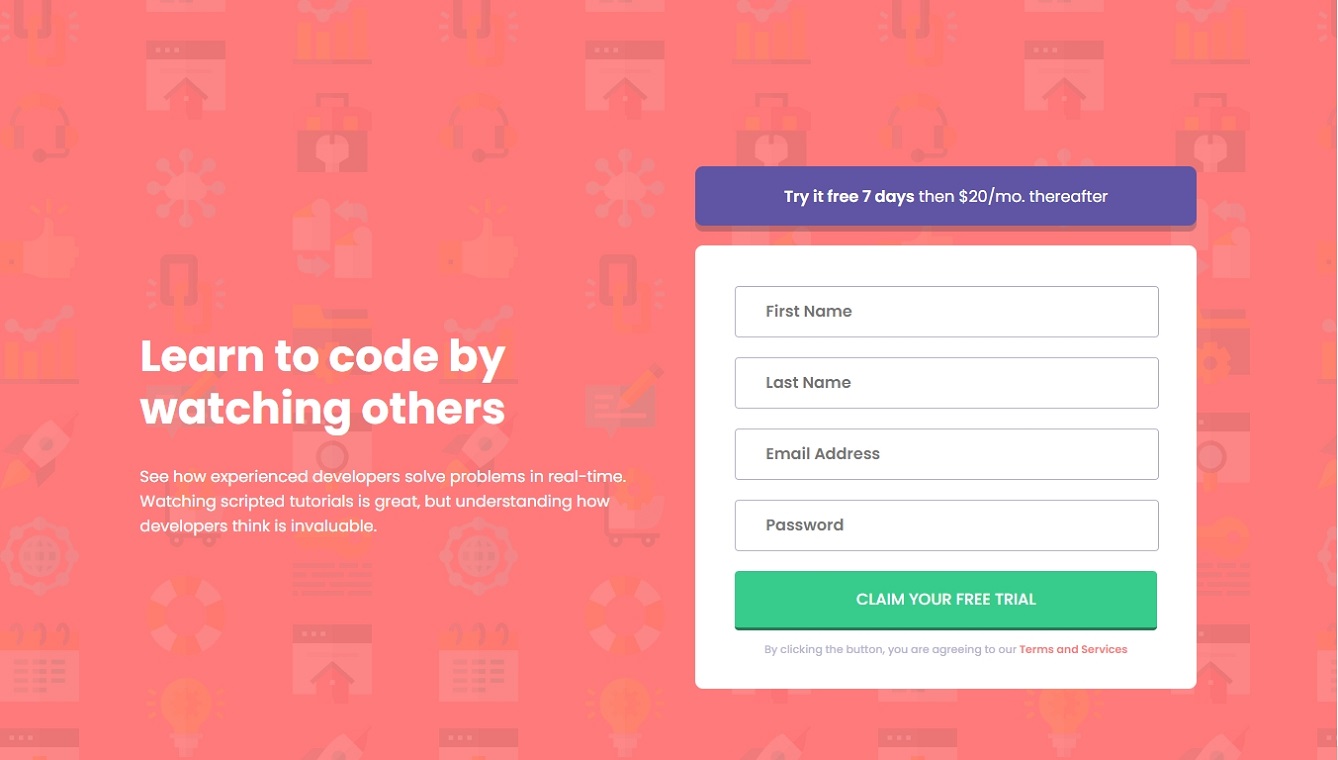 Learn to code by
watching others
See how experienced developers solve problems in real-time.
Watching scripted tutorials is great, but understanding how
developers think is invaluable.
Try it free 7 days then $20/mo. thereafter
First Name
Last Name
Email Address
Password
CLAIM YOUR FREE TRIAL
By clicking the button, you are agreeing to our Terms and Services